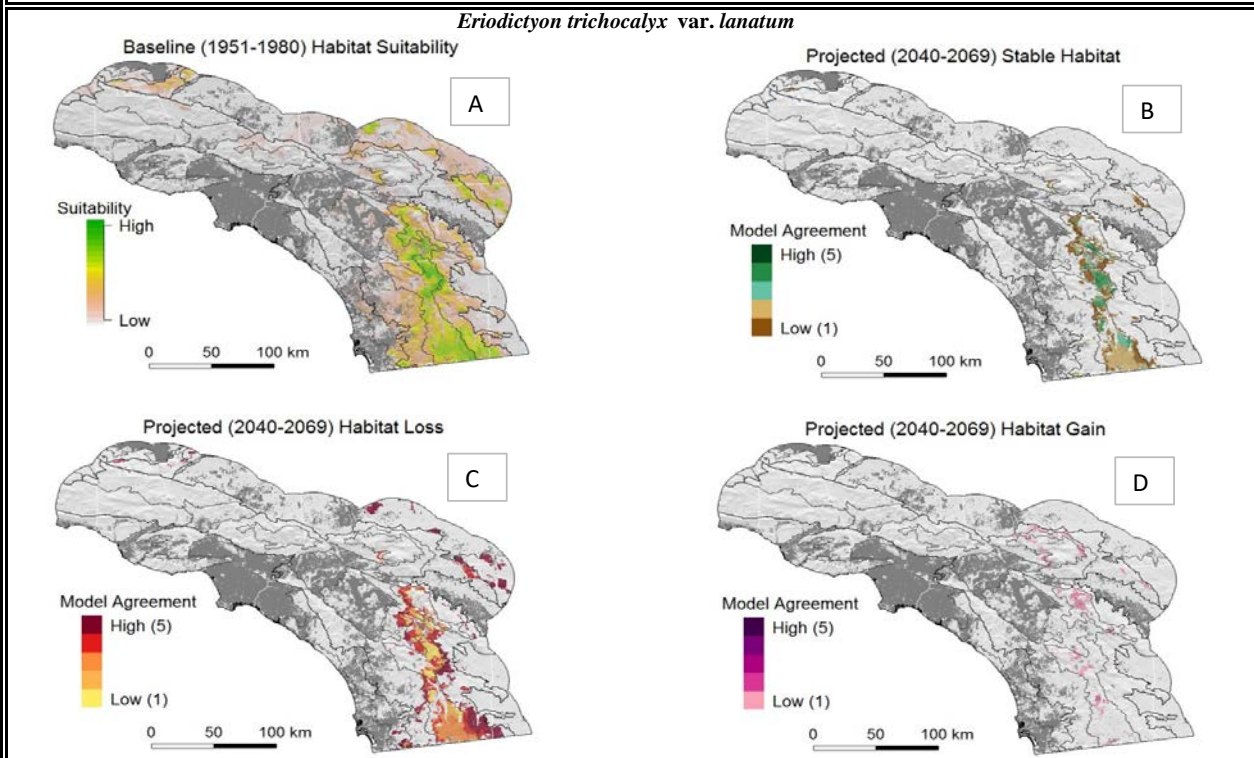 Eriodictyon trichocalyx var. lanatum
Baseline (1951-1980) Habitat Suitability
A
Suitability
High
Low
0 50 100 km
Projected (2040-2069) Stable Habitat
B
Model Agreement
High (5)
Low (1)
0 50 100 km
Projected (2040-2069) Habitat Loss
C
Model Agreement
High (5)
Low (1)
0 50 100 km
Projected (2040-2069) Habitat Gain
D
Model Agreement
High (5)
Low (1)
0 50 100 km